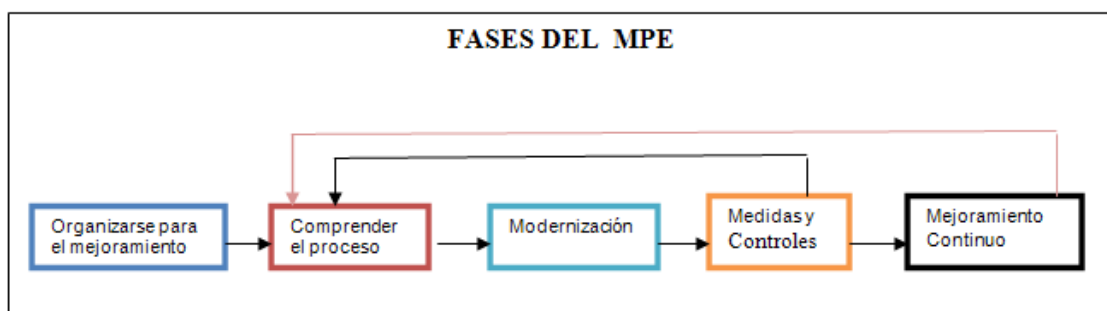 FASES DEL MPE
Organizarse para
el mejoramiento
Comprender
el proceso
Modernización
Medidas y
Controles
Mejoramiento
Continuo